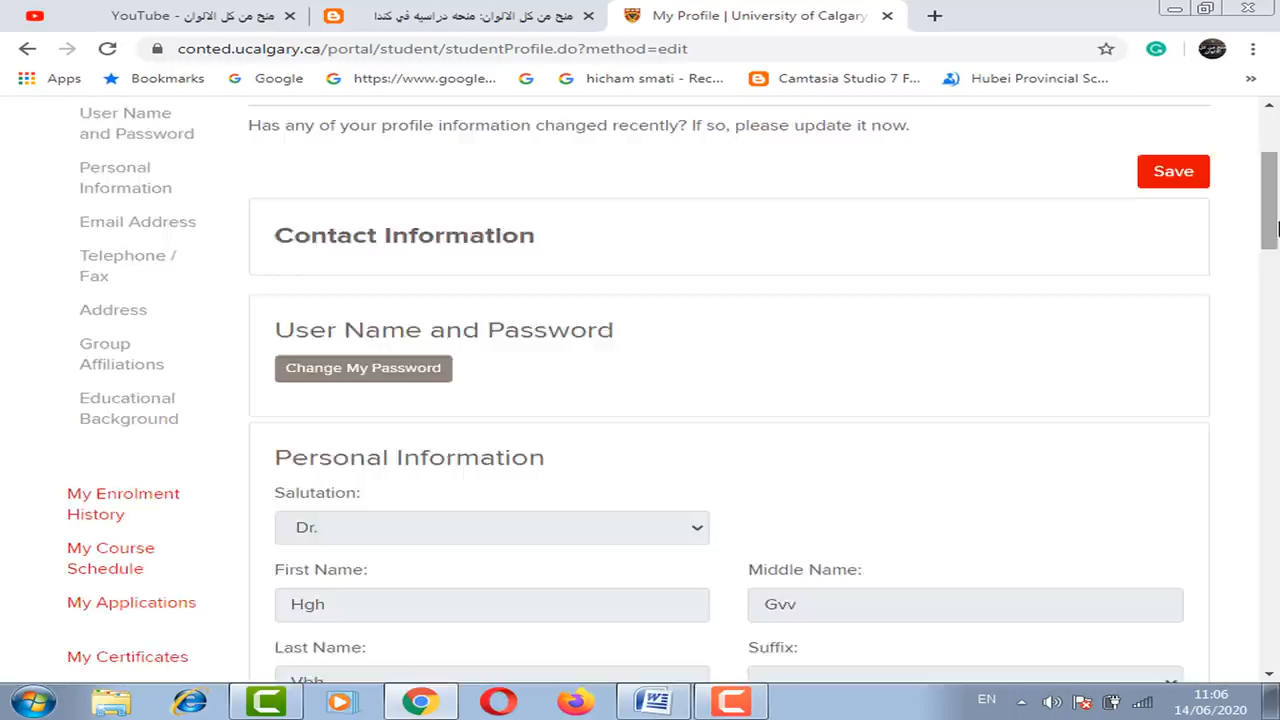 منح من كل الالوان - YouTube
منح من كل الالوان: منحه دراسيه في كندا
My Profile | University of Calgary
conted.ucalgary.ca/portal/student/studentProfile.do?method=edit
Apps
Bookmarks
Google
https://www.google...
hicham smati - Rec...
Camtasia Studio 7 F...
Hubei Provincial Sc...
»
User Name
and Password
Personal
Information
Email Address
Telephone /
Fax
Address
Group
Affiliations
Educational
Background
My Enrolment
History
My Course
Schedule
My Applications
My Certificates
Has any of your profile information changed recently? If so, please update it now.
Save
Contact Information
User Name and Password
Change My Password
Personal Information
Salutation:
Dr.
First Name:
Middle Name:
Hgh
Gvv
Last Name:
Suffix:
Vbh
EN
11:06
14/06/2020